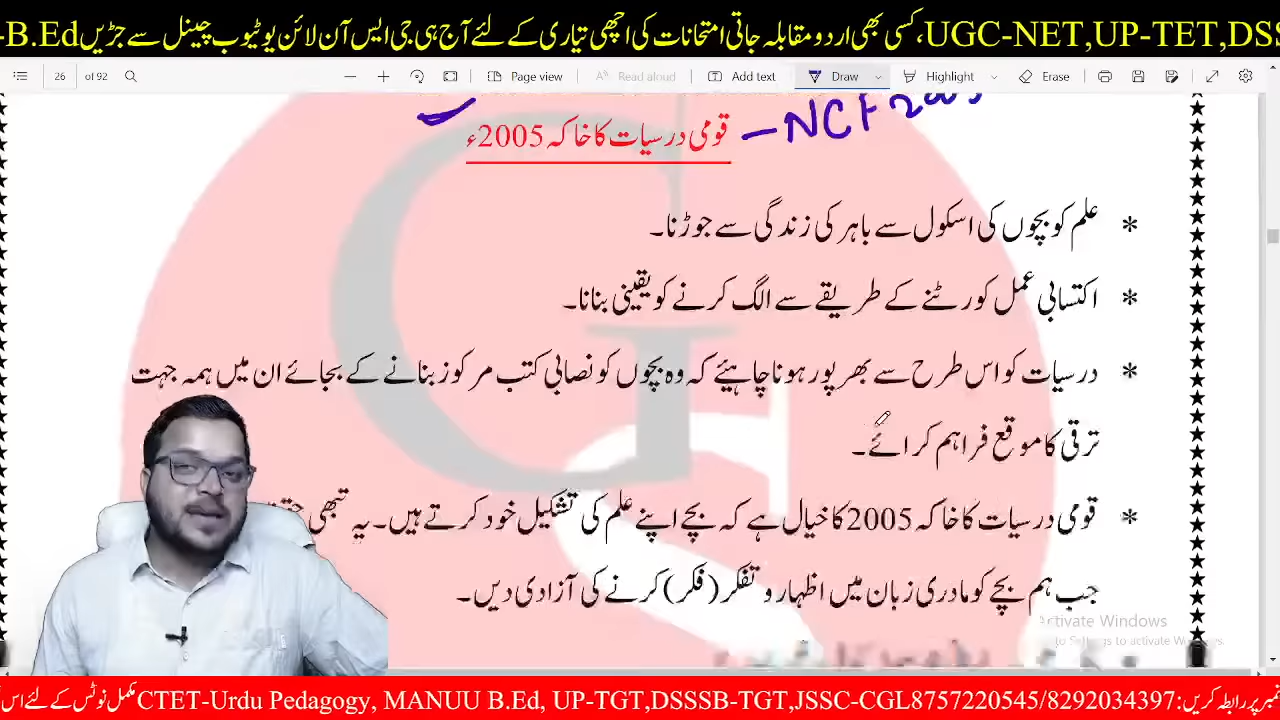 کسی بھی اردو مقابلہ جاتی امتحانات کی اچھی تیاری کے لئے آج ہی جی ایس آن لائن یوٹیوب چینل سے جڑیں B.Ed- ،UGC-NET,UP-TET,DSS
26 of 92 Page view Read aloud Add text Draw Highlight Erase
قومی درسیات کا خاکہ 2005ء – NCF 2005
* علم کو بچوں کی اسکول سے باہر کی زندگی سے جوڑنا۔
* اکتسابی عمل کو رٹنے کے طریقے سے الگ کرنے کو یقینی بنانا۔
* درسیات کو اس طرح سے بھرپور ہونا چاہیئے کہ وہ بچوں کو نصابی کتب مرکوز بنانے کے بجائے ان میں ہمہ جہت
ترقی کا موقع فراہم کرائے۔
* قومی درسیات کا خاکہ 2005 کا خیال ہے کہ بچے اپنے علم کی تشکیل خود کرتے ہیں۔ یہ تبھی
جب ہم بچے کو مادری زبان میں اظہار و تفکر (فکر) کرنے کی آزادی دیں۔
Activate Windows
to activate Windows.
نمبر پر رابطہ کریں: 8757220545/8292034397 CTET-Urdu Pedagogy, MANUU B.Ed, UP-TGT,DSSSB-TGT,JSSC-CGL مکمل نوٹس کے لئے اس